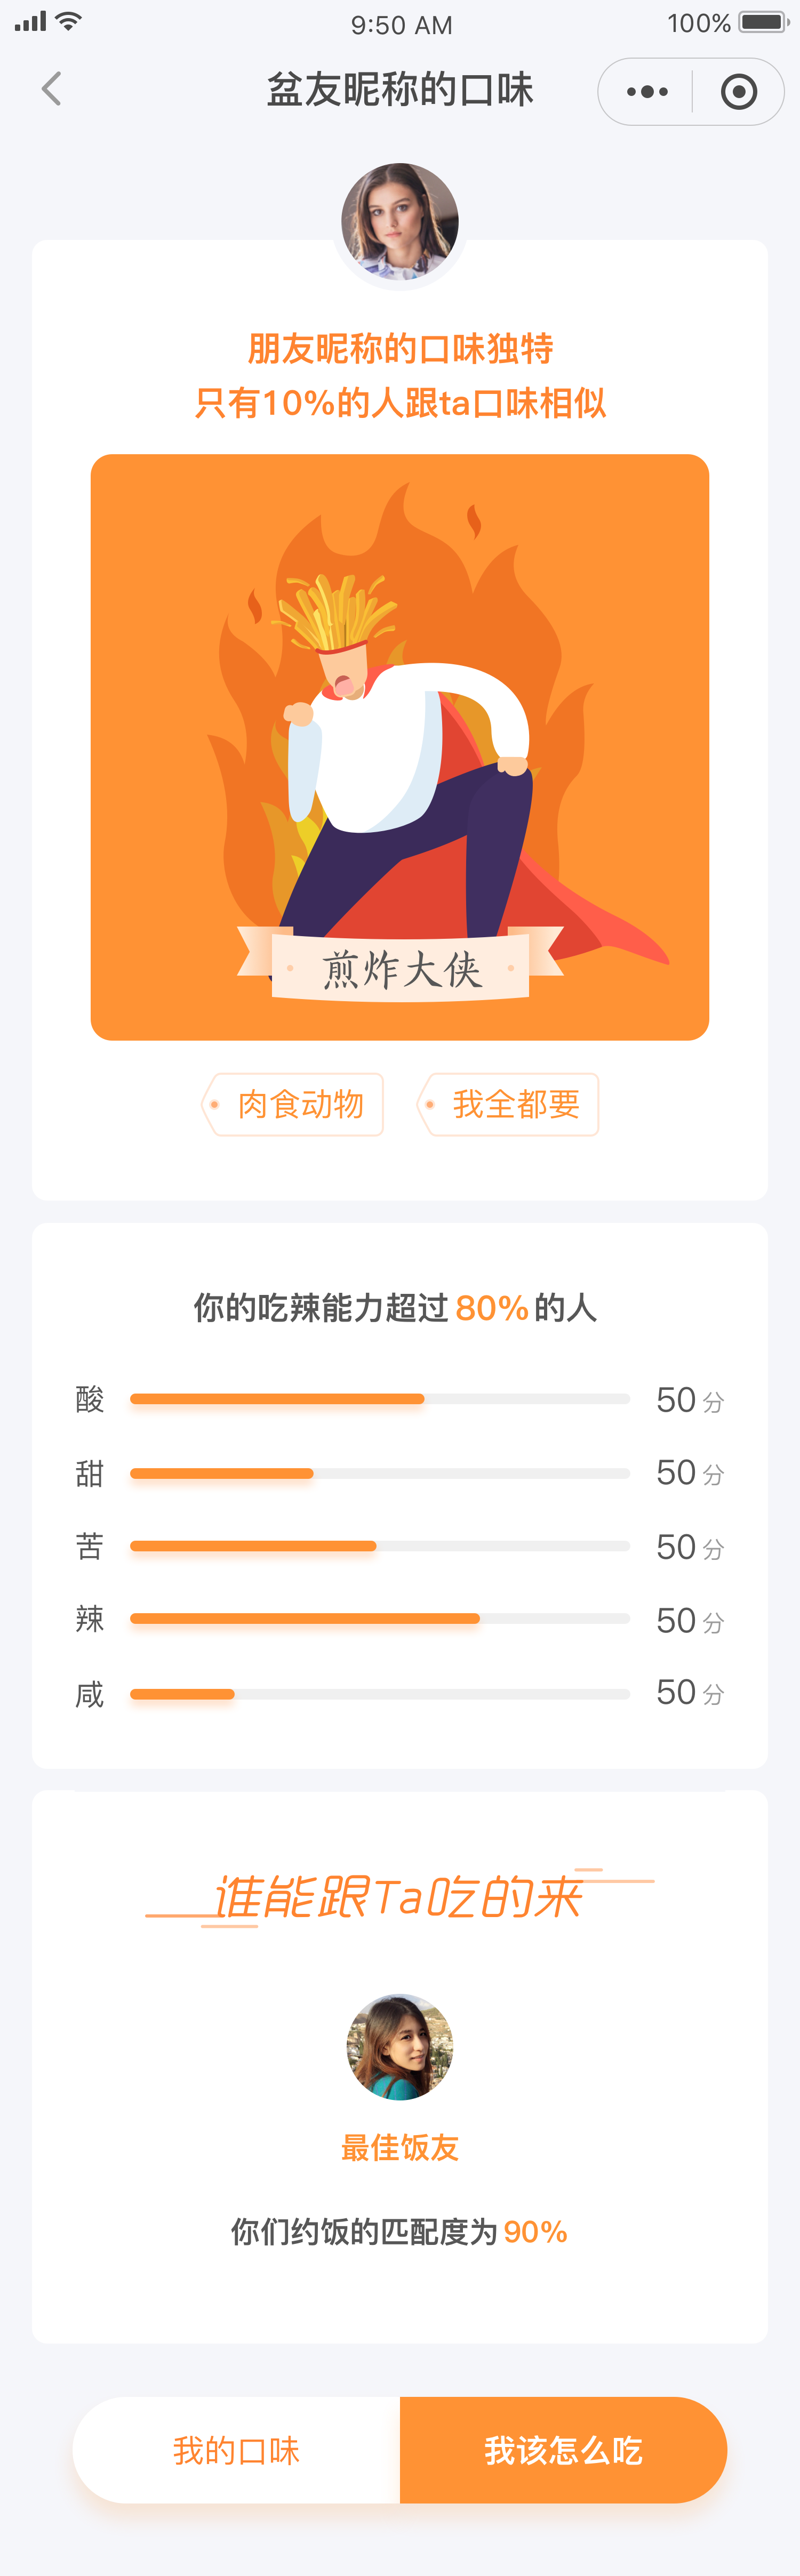 9:50 AM
100%
盆友昵称的口味
朋友昵称的口味独特
只有10%的人跟ta口味相似
煎炸大侠
肉食动物
我全都要
你的吃辣能力超过 80% 的人
酸 50 分
甜 50 分
苦 50 分
辣 50 分
咸 50 分
谁能跟Ta吃的来
最佳饭友
你们约饭的匹配度为 90%
我的口味
我该怎么吃